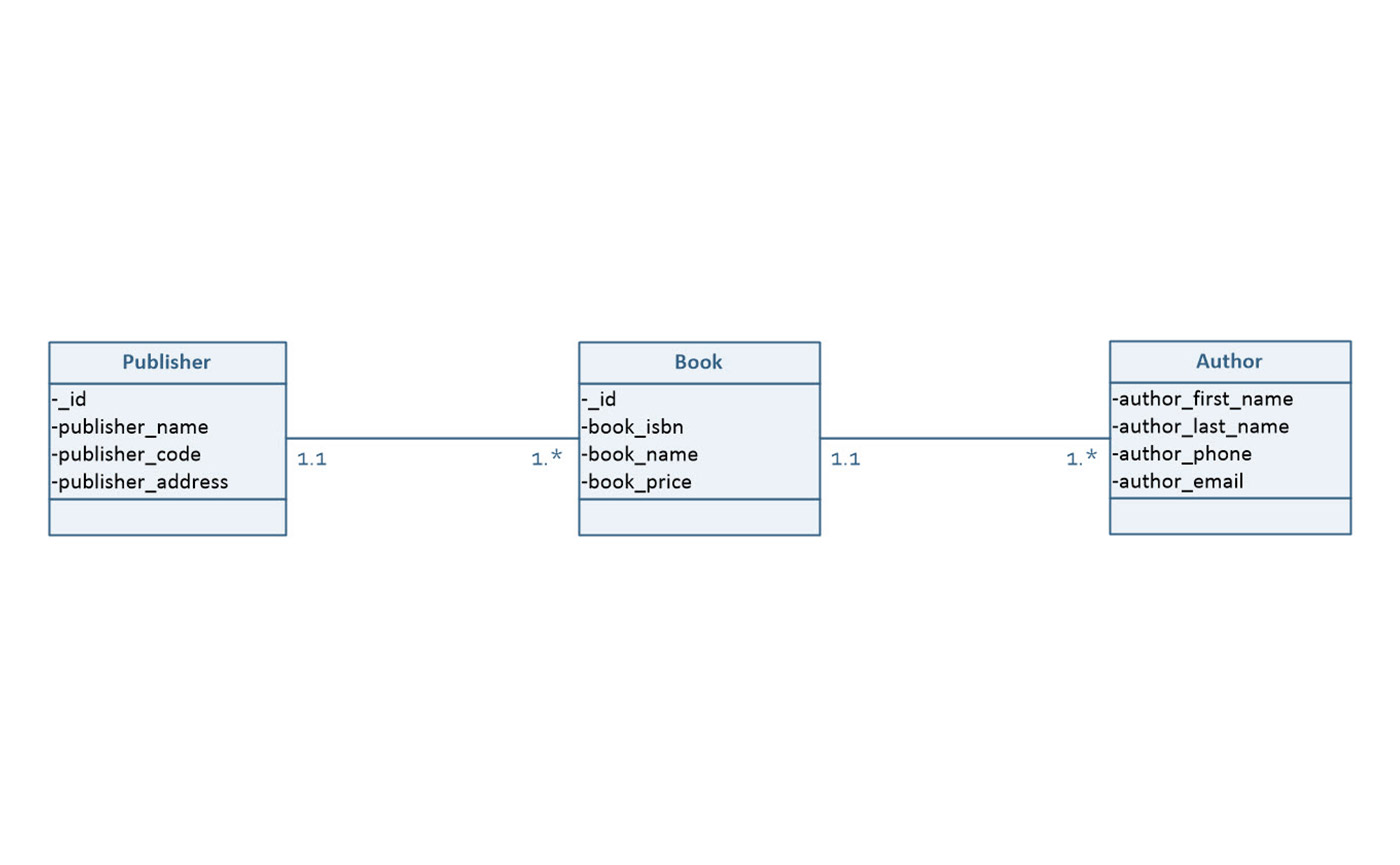 Publisher
-_id
-publisher_name
-publisher_code
-publisher_address
1.1
1.*
Book
-_id
-book_isbn
-book_name
-book_price
1.1
1.*
Author
-author_first_name
-author_last_name
-author_phone
-author_email